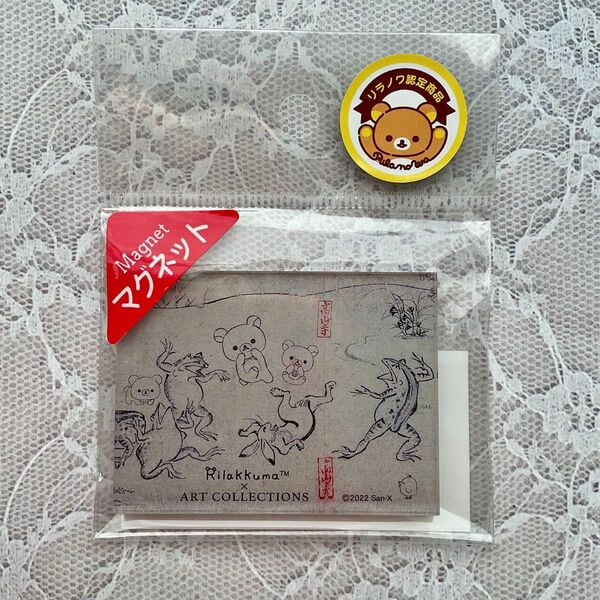 リラノワ認定商品
Rilanowa
Magnet
マグネット
高山寺
Rilakkuma™
×
ART COLLECTIONS
©2022 San-X